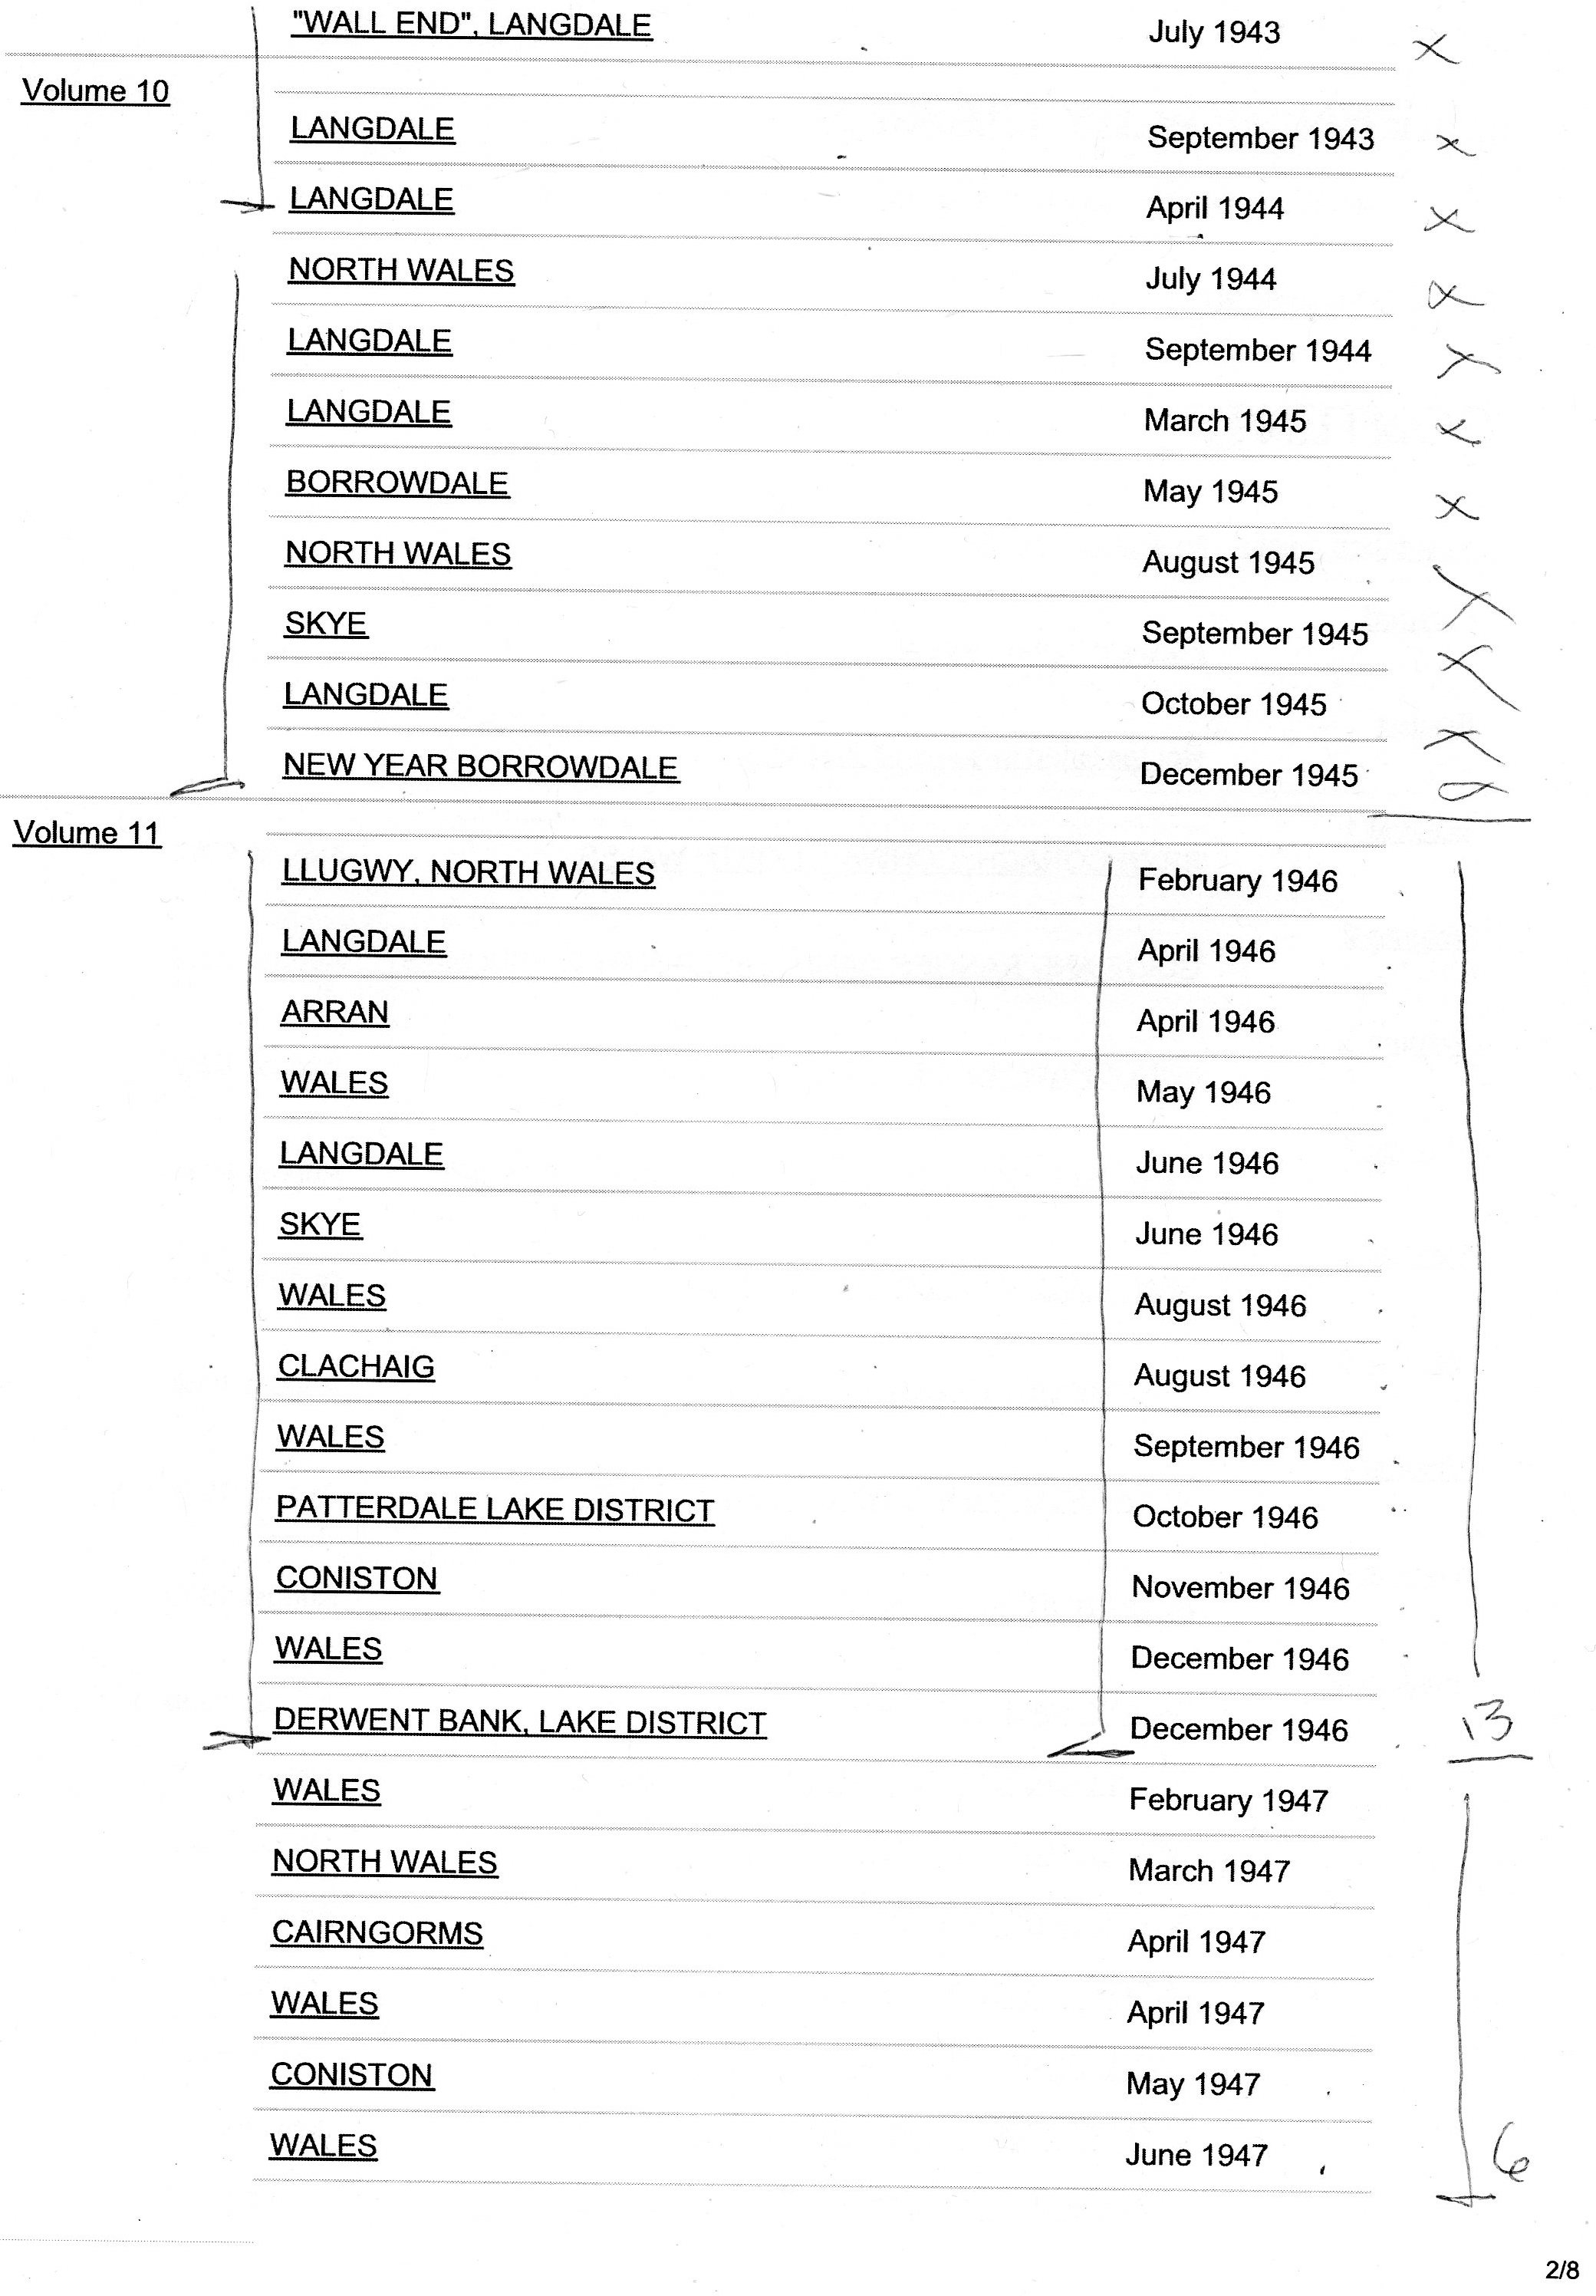 "WALL END", LANGDALE July 1943 x
Volume 10
LANGDALE September 1943 x
LANGDALE April 1944 x
NORTH WALES July 1944 x
LANGDALE September 1944 x
LANGDALE March 1945 x
BORROWDALE May 1945 x
NORTH WALES August 1945 x
SKYE September 1945 x
LANGDALE October 1945 x
NEW YEAR BORROWDALE December 1945 x
Volume 11
LLUGWY, NORTH WALES February 1946
LANGDALE April 1946
ARRAN April 1946
WALES May 1946
LANGDALE June 1946
SKYE June 1946
WALES August 1946
CLACHAIG August 1946
WALES September 1946
PATTERDALE LAKE DISTRICT October 1946
CONISTON November 1946
WALES December 1946
DERWENT BANK, LAKE DISTRICT December 1946 13
WALES February 1947
NORTH WALES March 1947
CAIRNGORMS April 1947
WALES April 1947
CONISTON May 1947
WALES June 1947 6
2/8